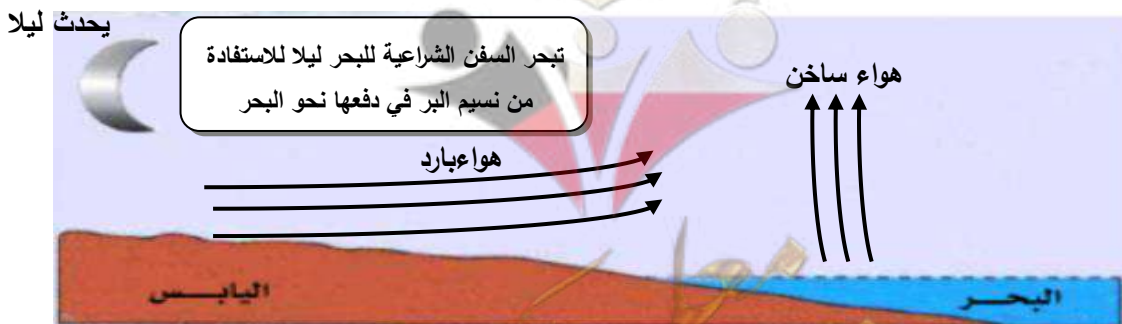 يحدث ليلا
تبحر السفن الشراعية للبحر ليلا للاستفادة
من نسيم البر في دفعها نحو البحر
هواء ساخن
هواءبارد
اليابس
البحر